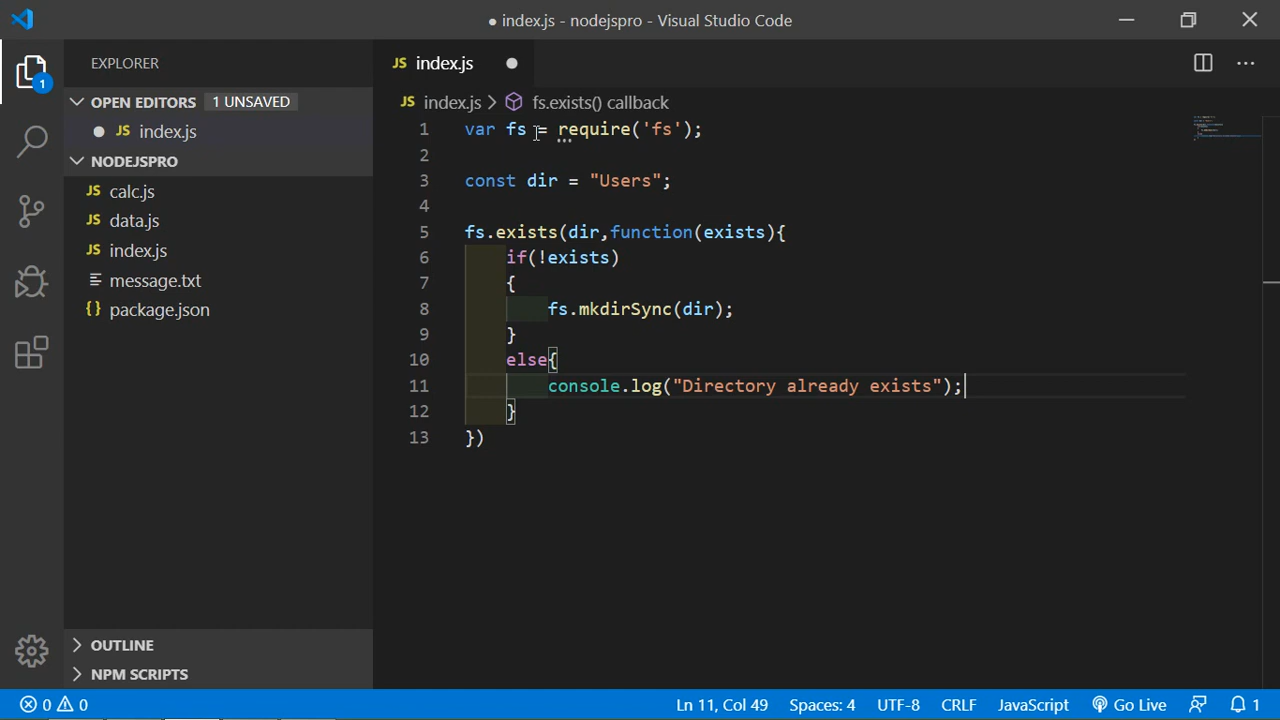 ● index.js - nodejspro - Visual Studio Code
EXPLORER
OPEN EDITORS 1 UNSAVED
● JS index.js
NODEJSPRO
JS calc.js
JS data.js
JS index.js
message.txt
{} package.json
OUTLINE
NPM SCRIPTS
1
JS index.js ●
JS index.js > fs.exists() callback
1 var fs = require('fs');
2
3 const dir = "Users";
4
5 fs.exists(dir,function(exists){
6 if(!exists)
7 {
8 fs.mkdirSync(dir);
9 }
10 else{
11 console.log("Directory already exists");
12 }
13 })
0 0 Ln 11, Col 49 Spaces: 4 UTF-8 CRLF JavaScript Go Live 1